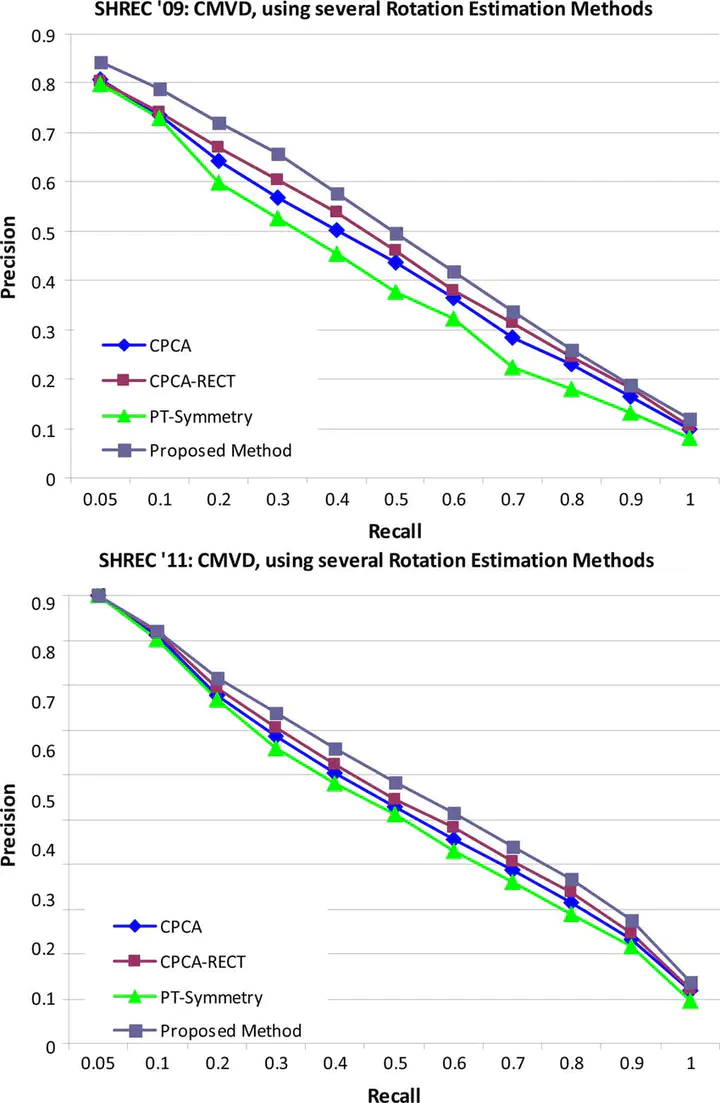 SHREC '09: CMVD, using several Rotation Estimation Methods
0.9
0.8
0.7
0.6
0.5
0.4
0.3
0.2
0.1
0
Precision
CPCA
CPCA-RECT
PT-Symmetry
Proposed Method
0.05 0.1 0.2 0.3 0.4 0.5 0.6 0.7 0.8 0.9 1
Recall
SHREC '11: CMVD, using several Rotation Estimation Methods
0.9
0.8
0.7
0.6
0.5
0.4
0.3
0.2
0.1
0
Precision
CPCA
CPCA-RECT
PT-Symmetry
Proposed Method
0.05 0.1 0.2 0.3 0.4 0.5 0.6 0.7 0.8 0.9 1
Recall